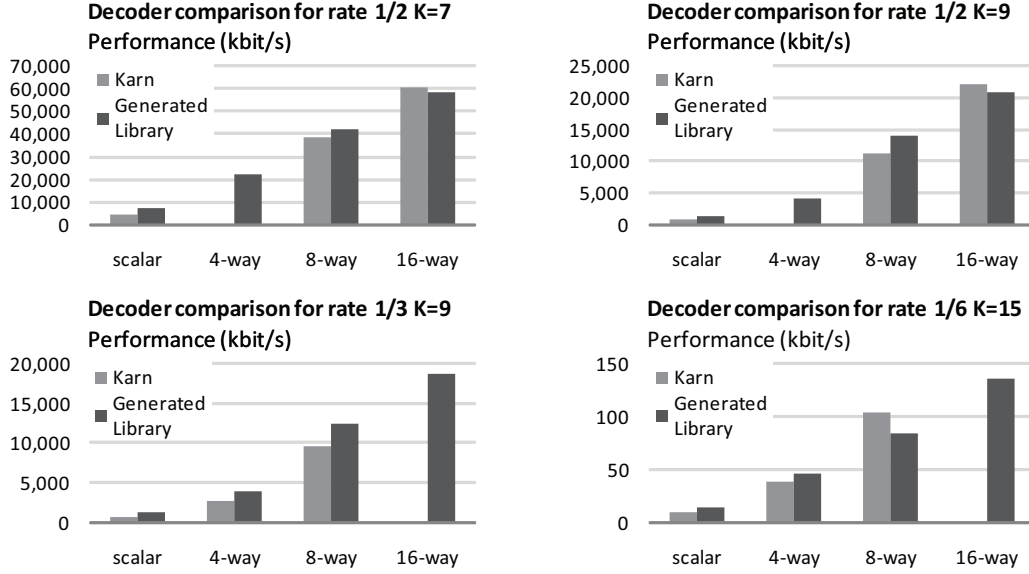 Decoder comparison for rate 1/2 K=7
Performance (kbit/s)
70,000
60,000
50,000
40,000
30,000
20,000
10,000
0
Karn
Generated
Library
scalar 4-way 8-way 16-way
Decoder comparison for rate 1/2 K=9
Performance (kbit/s)
25,000
20,000
15,000
10,000
5,000
0
Karn
Generated
Library
scalar 4-way 8-way 16-way
Decoder comparison for rate 1/3 K=9
Performance (kbit/s)
20,000
15,000
10,000
5,000
0
Karn
Generated
Library
scalar 4-way 8-way 16-way
Decoder comparison for rate 1/6 K=15
Performance (kbit/s)
150
100
50
0
Karn
Generated
Library
scalar 4-way 8-way 16-way